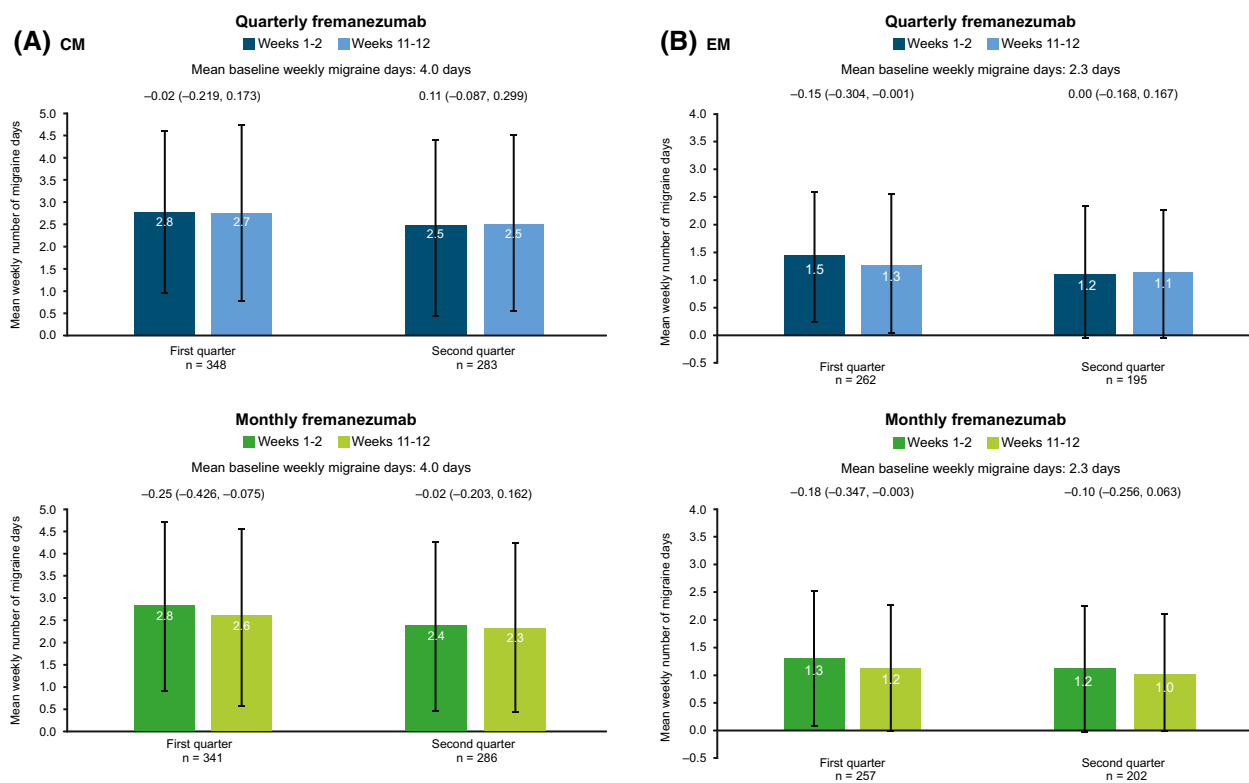 (A) CM
Quarterly fremanezumab
Weeks 1-2 Weeks 11-12
Mean baseline weekly migraine days: 4.0 days
–0.02 (–0.219, 0.173) 0.11 (–0.087, 0.299)
Mean weekly number of migraine days
5.0
4.5
4.0
3.5
3.0
2.5
2.0
1.5
1.0
0.5
0.0
2.8 2.7 2.5 2.5
First quarter Second quarter
n = 348 n = 283
(B) EM
Quarterly fremanezumab
Weeks 1-2 Weeks 11-12
Mean baseline weekly migraine days: 2.3 days
–0.15 (–0.304, –0.001) 0.00 (–0.168, 0.167)
Mean weekly number of migraine days
4.0
3.5
3.0
2.5
2.0
1.5
1.0
0.5
0.0
–0.5
1.5 1.3 1.2 1.1
First quarter Second quarter
n = 262 n = 195
Monthly fremanezumab
Weeks 1-2 Weeks 11-12
Mean baseline weekly migraine days: 4.0 days
–0.25 (–0.426, –0.075) –0.02 (–0.203, 0.162)
Mean weekly number of migraine days
5.0
4.5
4.0
3.5
3.0
2.5
2.0
1.5
1.0
0.5
0.0
2.8 2.6 2.4 2.3
First quarter Second quarter
n = 341 n = 286
Monthly fremanezumab
Weeks 1-2 Weeks 11-12
Mean baseline weekly migraine days: 2.3 days
–0.18 (–0.347, –0.003) –0.10 (–0.256, 0.063)
Mean weekly number of migraine days
4.0
3.5
3.0
2.5
2.0
1.5
1.0
0.5
0.0
–0.5
1.3 1.2 1.2 1.0
First quarter Second quarter
n = 257 n = 202